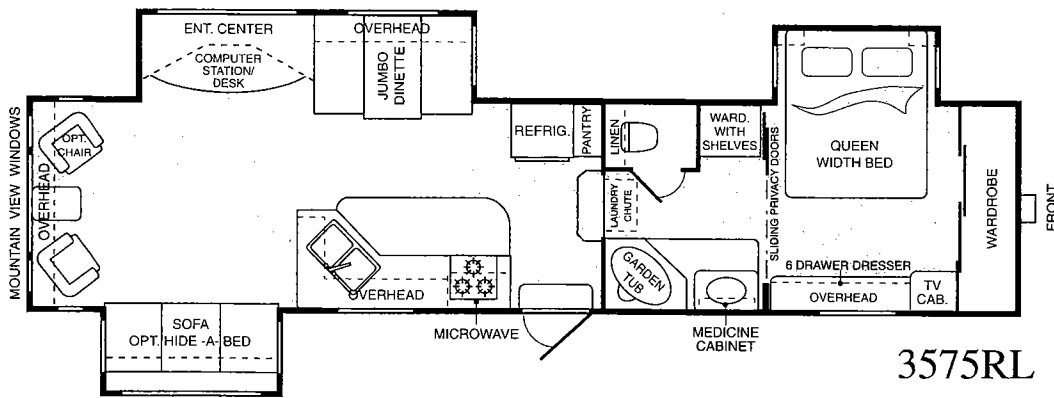 ENT. CENTER
COMPUTER
STATION/
DESK
OVERHEAD
JUMBO
DINETTE
MOUNTAIN VIEW WINDOWS
OVERHEAD
OPT.
CHAIR
REFRIG.
PANTRY
LINEN
WARD.
WITH
SHELVES
SLIDING PRIVACY DOORS
QUEEN
WIDTH BED
WARDROBE
FRONT
LAUNDRY
CHUTE
GARDEN
TUB
6 DRAWER DRESSER
OVERHEAD
TV
CAB.
OVERHEAD
MICROWAVE
MEDICINE
CABINET
SOFA
OPT. HIDE -A- BED
3575RL